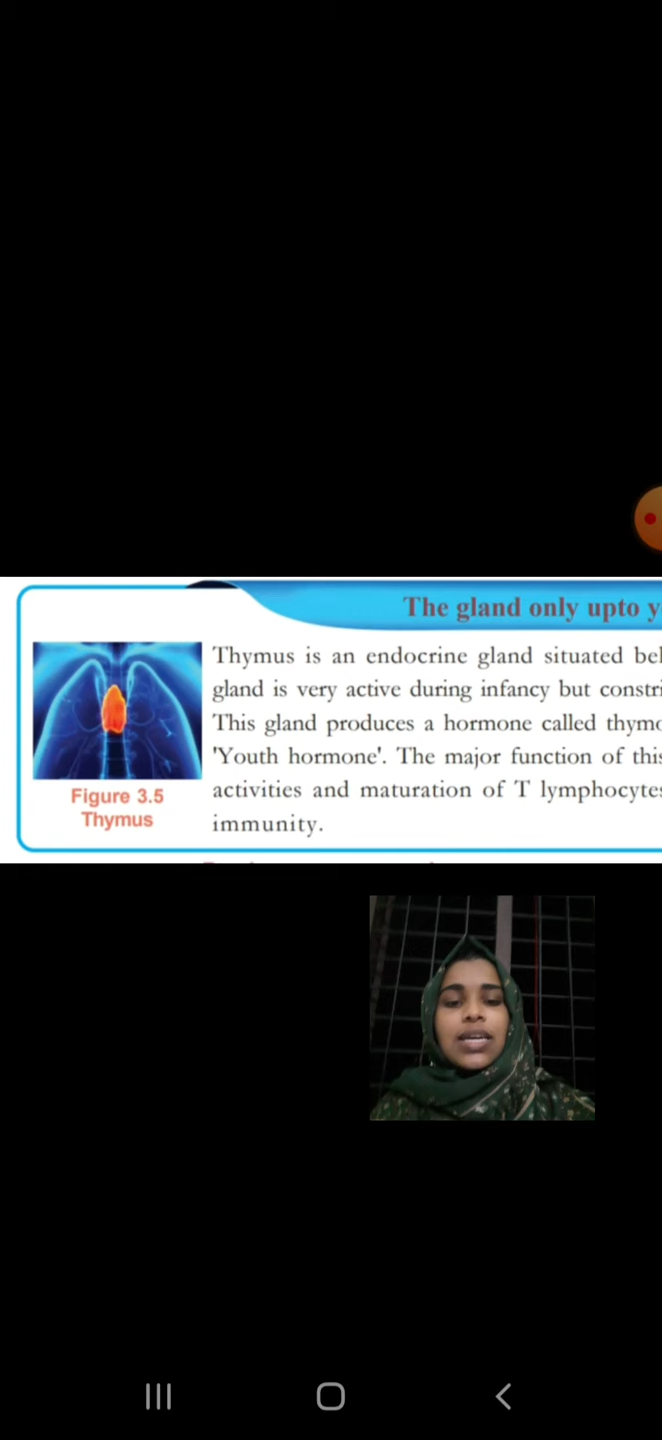 The gland only upto y
Thymus is an endocrine gland situated bel
gland is very active during infancy but constri
This gland produces a hormone called thymo
'Youth hormone'. The major function of this
activities and maturation of T lymphocytes
immunity.
Figure 3.5
Thymus